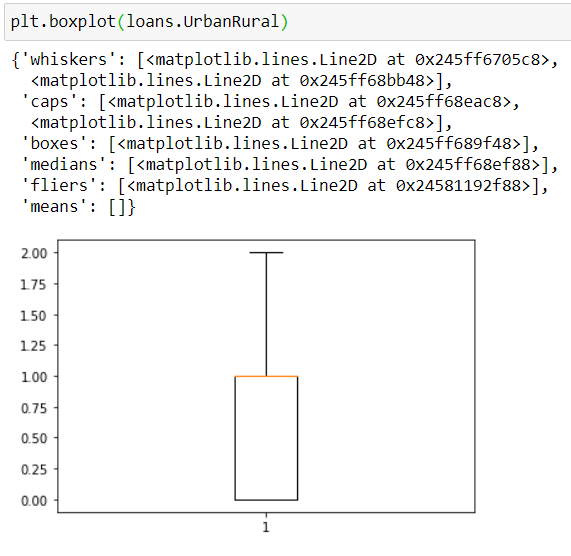 plt.boxplot(loans.UrbanRural)
{'whiskers': [<matplotlib.lines.Line2D at 0x245ff6705c8>,
<matplotlib.lines.Line2D at 0x245ff68bb48>],
'caps': [<matplotlib.lines.Line2D at 0x245ff68eac8>,
<matplotlib.lines.Line2D at 0x245ff68efc8>],
'boxes': [<matplotlib.lines.Line2D at 0x245ff689f48>],
'medians': [<matplotlib.lines.Line2D at 0x245ff68ef88>],
'fliers': [<matplotlib.lines.Line2D at 0x24581192f88>],
'means': []}
2.00
1.75
1.50
1.25
1.00
0.75
0.50
0.25
0.00
1